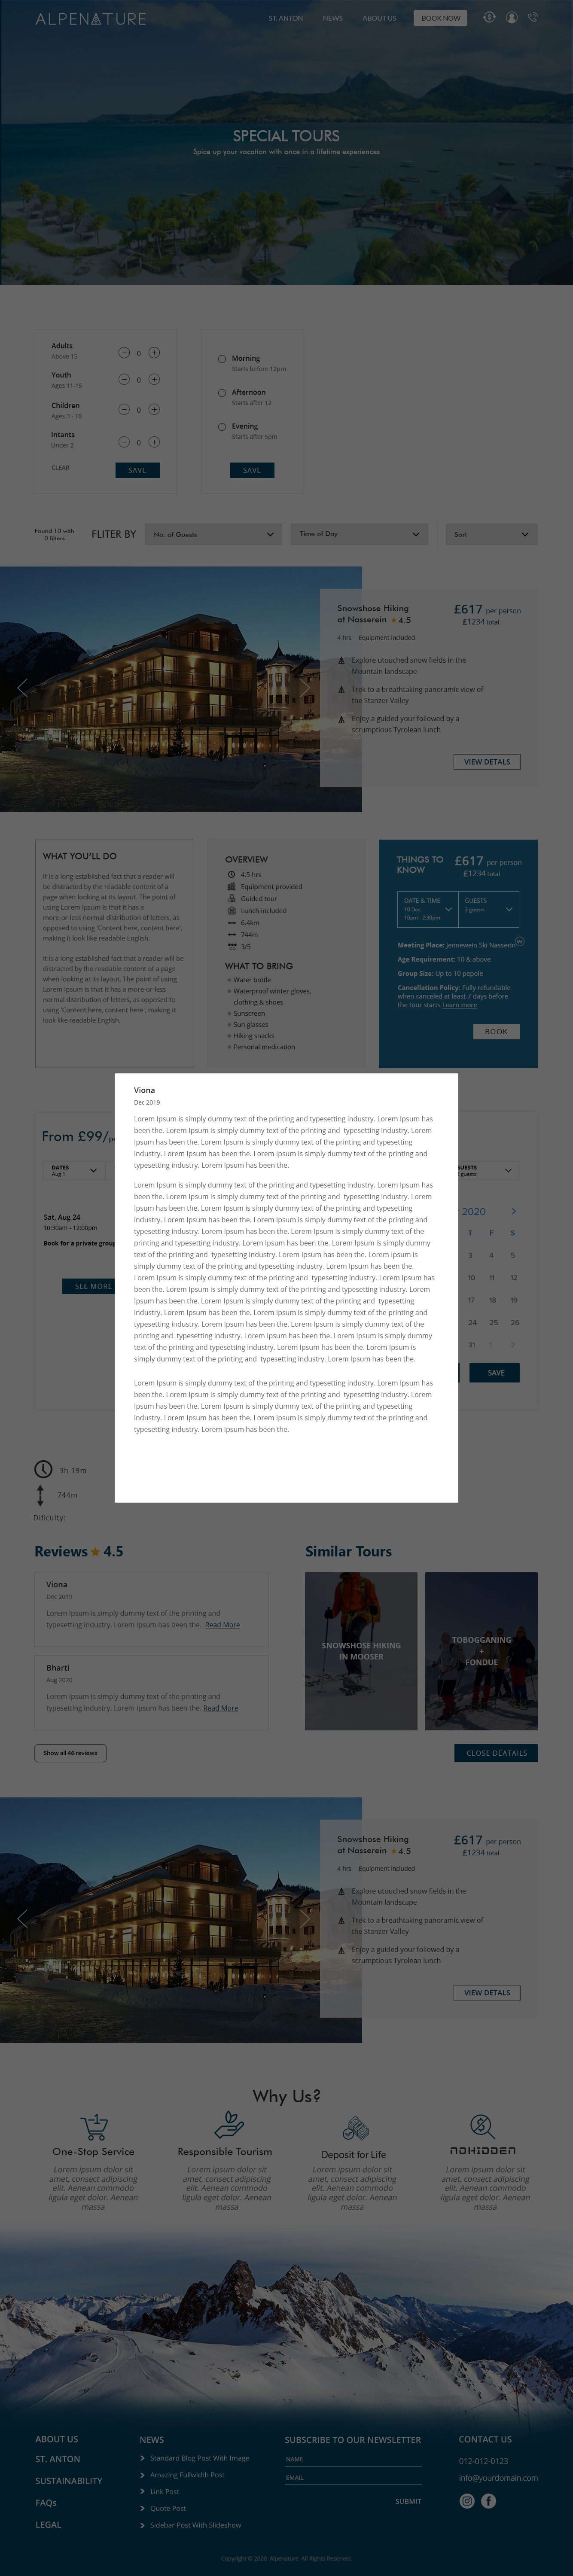 ALPENATURE
ST. ANTON
NEWS
ABOUT US
BOOK NOW
SPECIAL TOURS
Spice up your vacation with once in a lifetime experiences
Adults
Above 15
0
Youth
Ages 11-15
0
Children
Ages 3 - 10
0
Intants
Under 2
0
CLEAR
SAVE
Morning
Starts before 12pm
Afternoon
Starts after 12
Evening
Starts after 5pm
SAVE
Found 10 with
0 filters
FLITER BY
No. of Guests
Time of Day
Sort
Snowshose Hiking
at Nasserein 4.5
£617 per person
£1234 total
4 hrs Equipment included
Explore utouched snow fields in the
Mountain landscape
Trek to a breathtaking panoramic view of
the Stanzer Valley
Enjoy a guided your followed by a
scrumptious Tyrolean lunch
VIEW DETALS
WHAT YOU'LL DO
It is a long established fact that a reader will
be distracted by the readable content of a
page when looking at its layout. The point of
using Lorem Ipsum is that it has a
more-or-less normal distribution of letters, as
opposed to using 'Content here, content here',
making it look like readable English.
It is a long established fact that a reader will
be distracted by the readable content of a
page when looking at its layout. The point of using
Lorem Ipsum is that it has a more-or-less
normal distribution of letters, as opposed to
using 'Content here, content here', making it
look like readable English.
OVERVIEW
4.5 hrs
Equipment provided
Guided tour
Lunch included
6.4km
744m
3/5
WHAT TO BRING
Water bottle
Waterproof winter gloves,
clothing & shoes
Sunscreen
Sun glasses
Hiking snacks
Personal medication
THINGS TO
KNOW
£617 per person
£1234 total
DATE & TIME
10 Dec
10am - 2:30pm
GUESTS
3 guests
Meeting Place: Jennewein Ski Nasserin
Age Requirement: 10 & above
Group Size: Up to 10 pepole
Cancellation Policy: Fully refundable
when canceled at least 7 days before
the tour starts Learn more
BOOK
From £99/
DATES
Aug 1
Sat, Aug 24
10:30am - 12:00pm
Book for a private group
SEE MORE
GUESTS
guests
2020
T F S
3 4 5
10 11 12
17 18 19
24 25 26
31 1 2
SAVE
Viona
Dec 2019
Lorem Ipsum is simply dummy text of the printing and typesetting industry. Lorem Ipsum has
been the. Lorem Ipsum is simply dummy text of the printing and typesetting industry. Lorem
Ipsum has been the. Lorem Ipsum is simply dummy text of the printing and typesetting
industry. Lorem Ipsum has been the. Lorem Ipsum is simply dummy text of the printing and
typesetting industry. Lorem Ipsum has been the.
Lorem Ipsum is simply dummy text of the printing and typesetting industry. Lorem Ipsum has
been the. Lorem Ipsum is simply dummy text of the printing and typesetting industry. Lorem
Ipsum has been the. Lorem Ipsum is simply dummy text of the printing and typesetting
industry. Lorem Ipsum has been the. Lorem Ipsum is simply dummy text of the printing and
typesetting industry. Lorem Ipsum has been the. Lorem Ipsum is simply dummy text of the
printing and typesetting industry. Lorem Ipsum has been the. Lorem Ipsum is simply dummy
text of the printing and typesetting industry. Lorem Ipsum has been the. Lorem Ipsum is
simply dummy text of the printing and typesetting industry. Lorem Ipsum has been the.
Lorem Ipsum is simply dummy text of the printing and typesetting industry. Lorem Ipsum has
been the. Lorem Ipsum is simply dummy text of the printing and typesetting industry. Lorem
Ipsum has been the. Lorem Ipsum is simply dummy text of the printing and typesetting
industry. Lorem Ipsum has been the. Lorem Ipsum is simply dummy text of the printing and
typesetting industry. Lorem Ipsum has been the. Lorem Ipsum is simply dummy text of the
printing and typesetting industry. Lorem Ipsum has been the. Lorem Ipsum is simply dummy
text of the printing and typesetting industry. Lorem Ipsum has been the. Lorem Ipsum is
simply dummy text of the printing and typesetting industry. Lorem Ipsum has been the.
Lorem Ipsum is simply dummy text of the printing and typesetting industry. Lorem Ipsum has
been the. Lorem Ipsum is simply dummy text of the printing and typesetting industry. Lorem
Ipsum has been the. Lorem Ipsum is simply dummy text of the printing and typesetting
industry. Lorem Ipsum has been the. Lorem Ipsum is simply dummy text of the printing and
typesetting industry. Lorem Ipsum has been the.
3h 19m
744m
Dificulty:
Reviews 4.5
Viona
Dec 2019
Lorem Ipsum is simply dummy text of the printing and
typesetting industry. Lorem Ipsum has been the. Read More
Bharti
Aug 2020
Lorem Ipsum is simply dummy text of the printing and
typesetting industry. Lorem Ipsum has been the. Read More
Show all 46 reviews
Similar Tours
SNOWSHOSE HIKING
IN MOOSER
TOBOGGANING
+
FONDUE
CLOSE DEATAILS
Snowshose Hiking
at Nasserein 4.5
£617 per person
£1234 total
4 hrs Equipment included
Explore utouched snow fields in the
Mountain landscape
Trek to a breathtaking panoramic view of
the Stanzer Valley
Enjoy a guided your followed by a
scrumptious Tyrolean lunch
VIEW DETALS
Why Us?
One-Stop Service
Lorem ipsum dolor sit
amet, consect adipiscing
elit. Aenean commodo
ligula eget dolor. Aenean
massa
Responsible Tourism
Lorem ipsum dolor sit
amet, consect adipiscing
elit. Aenean commodo
ligula eget dolor. Aenean
massa
Deposit for Life
Lorem ipsum dolor sit
amet, consect adipiscing
elit. Aenean commodo
ligula eget dolor. Aenean
massa
NOHIDDEN
Lorem ipsum dolor sit
amet, consect adipiscing
elit. Aenean commodo
ligula eget dolor. Aenean
massa
ABOUT US
ST. ANTON
SUSTAINABILITY
FAQs
LEGAL
NEWS
Standard Blog Post With Image
Amazing Fullwidth Post
Link Post
Quote Post
Sidebar Post With Slideshow
SUBSCRIBE TO OUR NEWSLETTER
NAME
EMAIL
SUBMIT
CONTACT US
012-012-0123
info@yourdomain.com
Copyright © 2020 Alpenature All Rights Reserved.